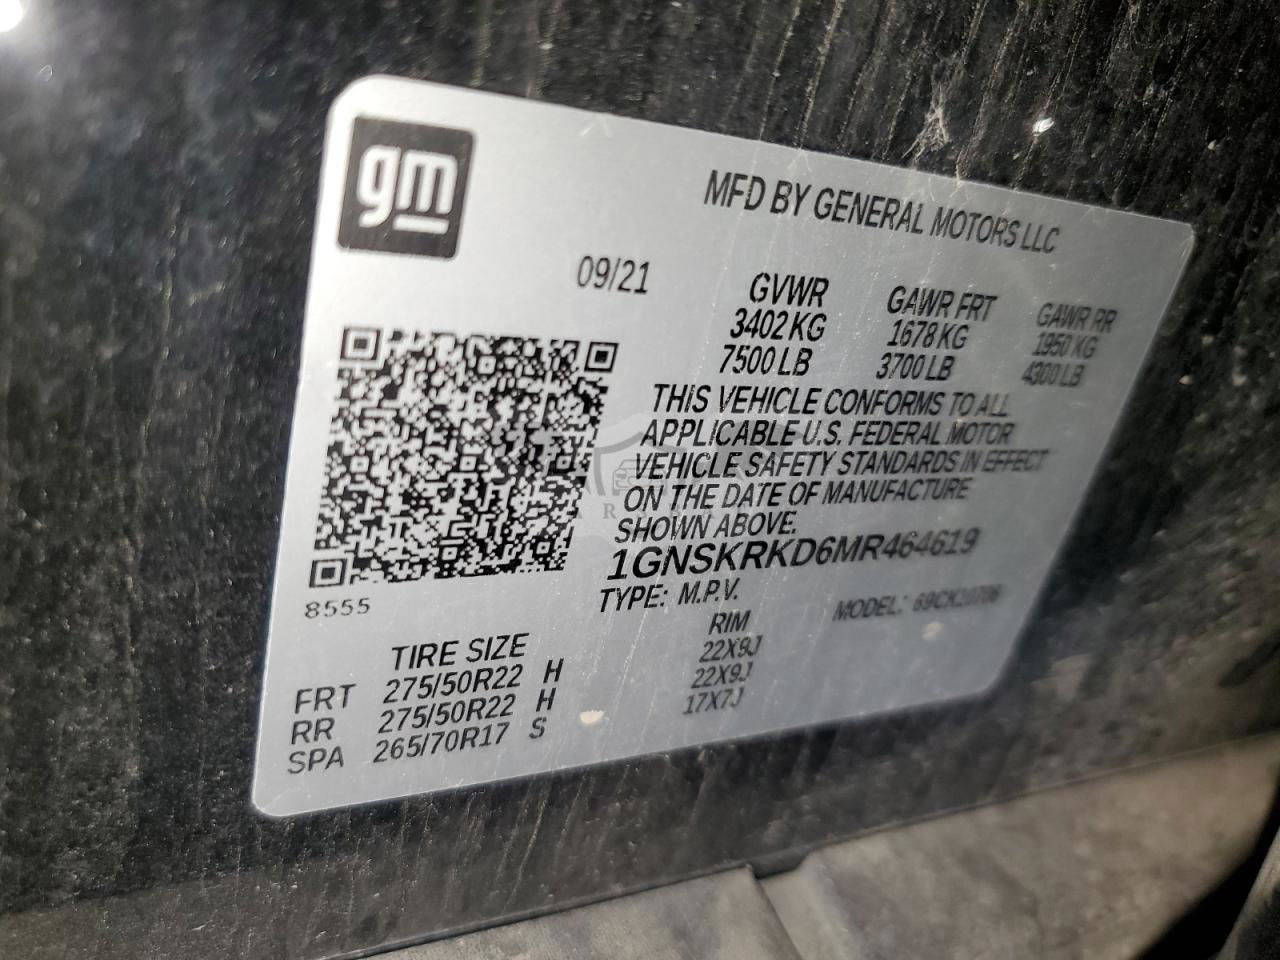 gm
MFD BY GENERAL MOTORS LLC
09/21 GVWR GAWR FRT GAWR RR
3402 KG 1678 KG 1950 KG
7500 LB 3700 LB 4300 LB
THIS VEHICLE CONFORMS TO ALL
APPLICABLE U.S. FEDERAL MOTOR
VEHICLE SAFETY STANDARDS IN EFFECT
ON THE DATE OF MANUFACTURE
SHOWN ABOVE.
1GNSKRKD6MR464619
8555
TYPE: M.P.V. MODEL:
TIRE SIZE RIM
FRT 275/50R22 H 22X9J
RR 275/50R22 H 22X9J
SPA 265/70R17 S 17X7J